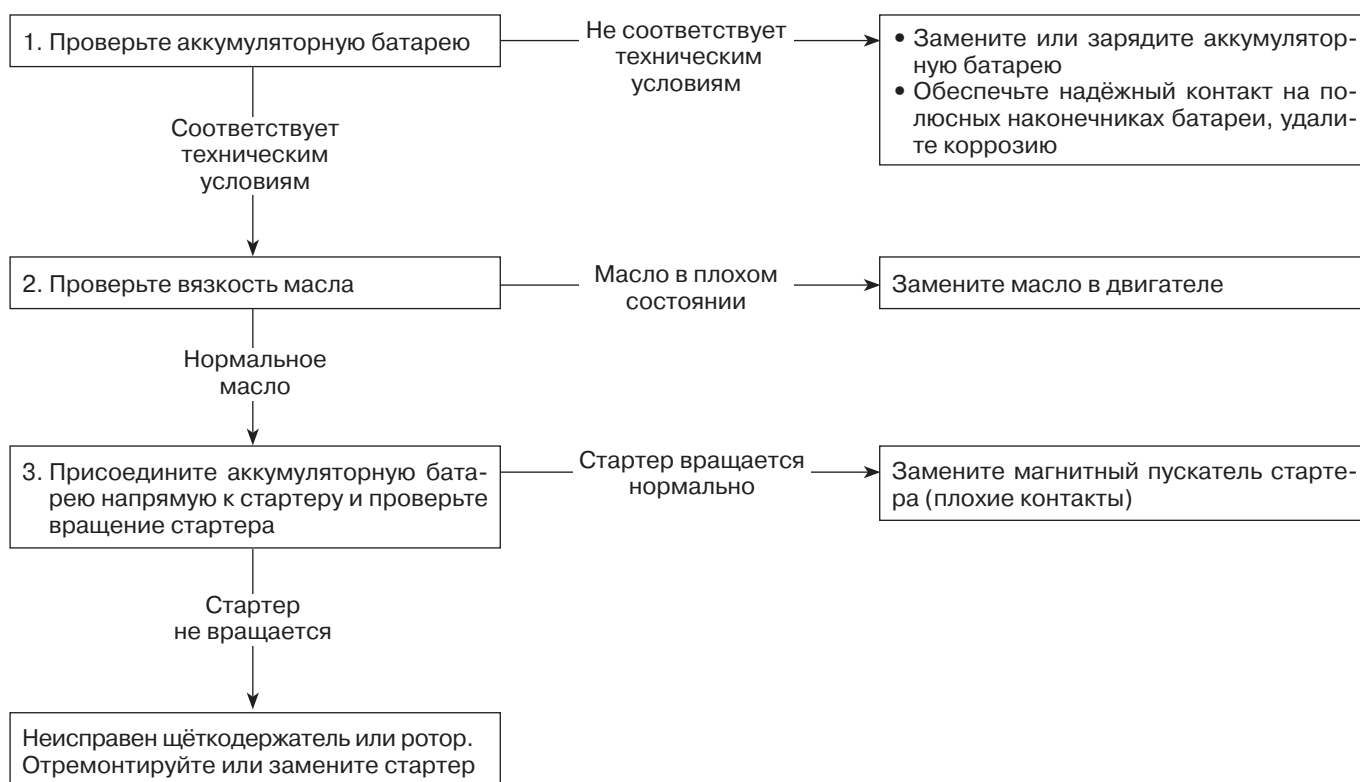 1. Проверьте аккумуляторную батарею
Не соответствует
техническим
условиям
• Замените или зарядите аккумулятор-
ную батарею
• Обеспечьте надёжный контакт на по-
люсных наконечниках батареи, удали-
те коррозию
Соответствует
техническим
условиям
2. Проверьте вязкость масла
Масло в плохом
состоянии
Замените масло в двигателе
Нормальное
масло
3. Присоедините аккумуляторную бата-
рею напрямую к стартеру и проверьте
вращение стартера
Стартер вращается
нормально
Замените магнитный пускатель старте-
ра (плохие контакты)
Стартер
не вращается
Неисправен щёткодержатель или ротор.
Отремонтируйте или замените стартер